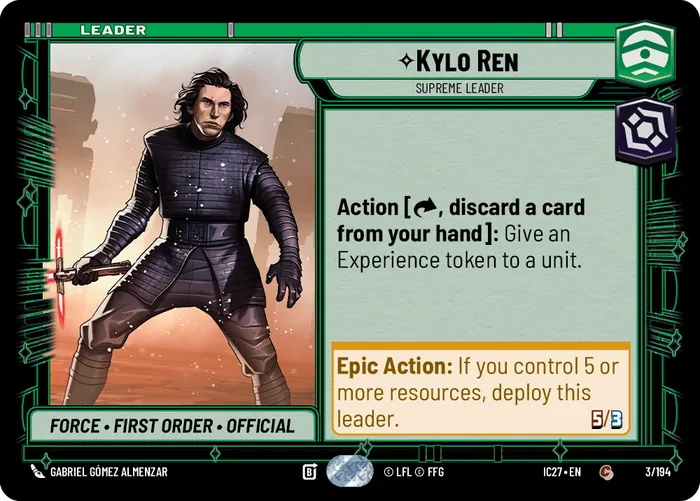 LEADER
KYLO REN
SUPREME LEADER
Action [, discard a card
from your hand]: Give an
Experience token to a unit.
Epic Action: If you control 5 or
more resources, deploy this
leader.
5/3
FORCE • FIRST ORDER • OFFICIAL
GABRIEL GÓMEZ ALMENZAR
B
© LFL © FFG
IC27•EN
C
3/194